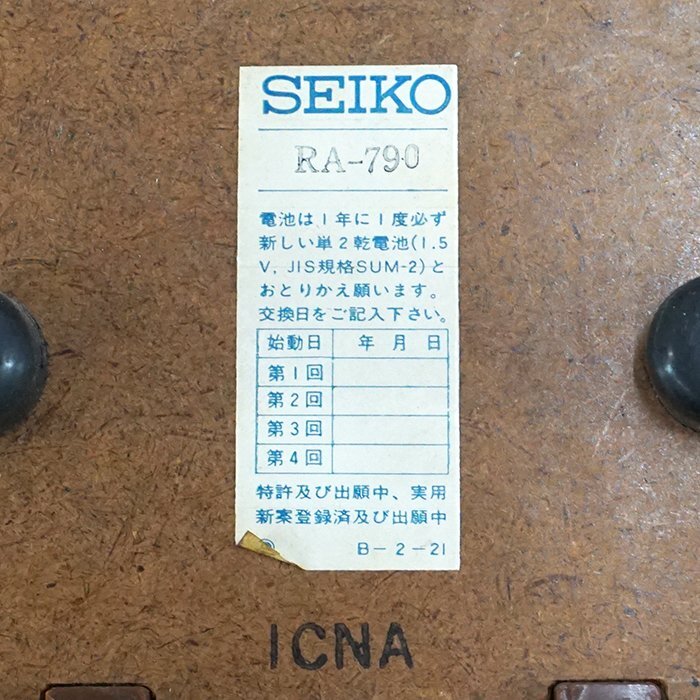 SEIKO
RA-790
電池は1年に1度必ず
新しい単2乾電池(1.5
V, JIS規格SUM-2)と
おとりかえ願います。
交換日をご記入下さい。
始動日 年 月 日
第1回
第2回
第3回
第4回
特許及び出願中、実用
新案登録済及び出願中
B-2-21
ICNA